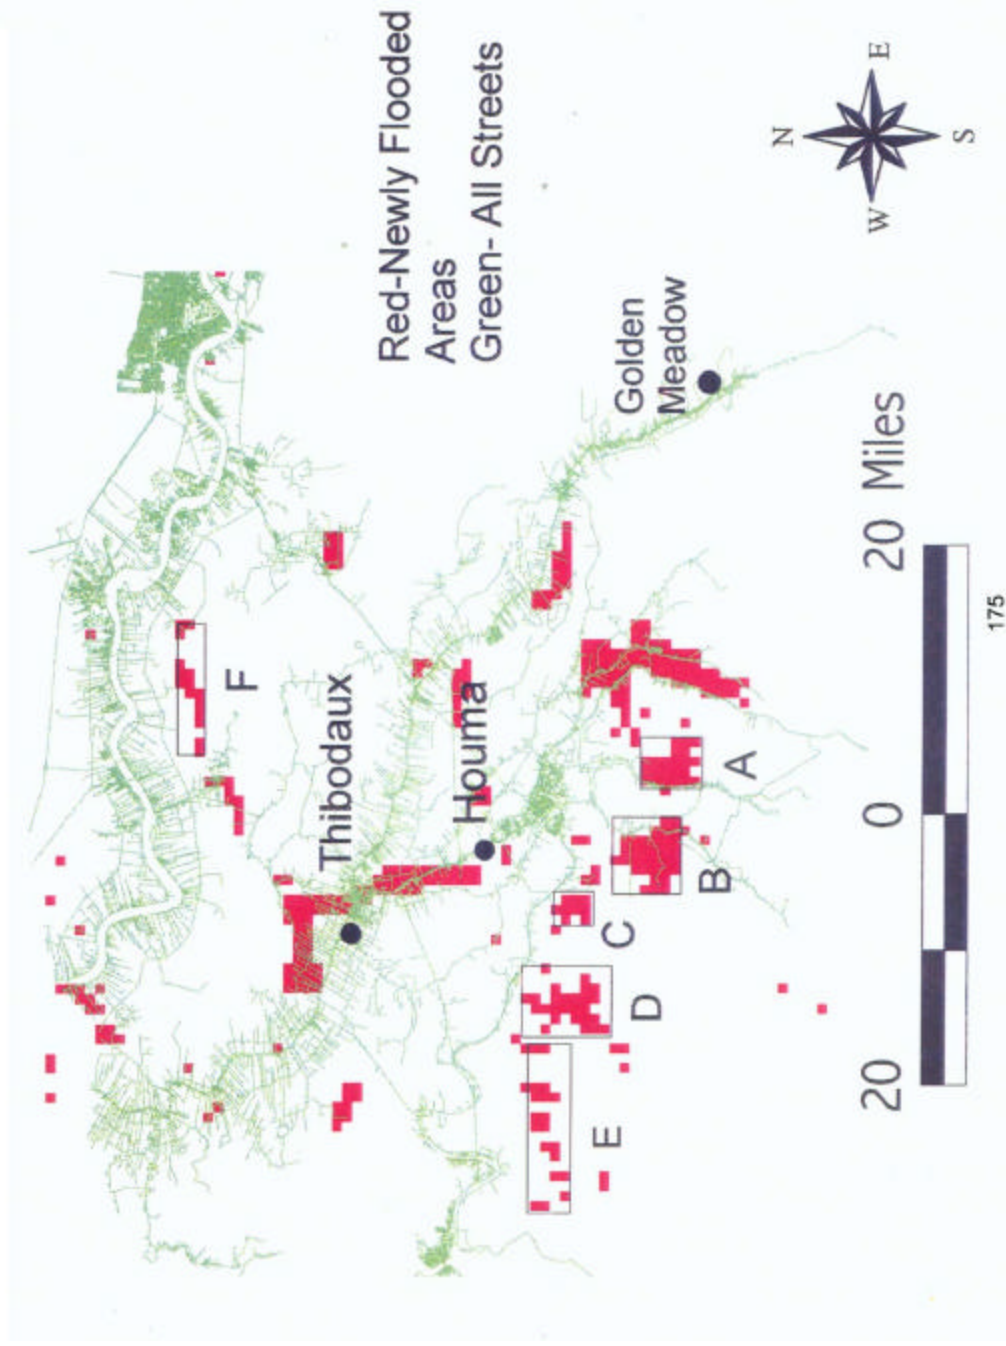 Red-Newly Flooded
Areas
Green- All Streets
N
E
S
W
Golden
Meadow
Thibodaux
Houma
F
A
B
C
D
E
20
0
20 Miles
175